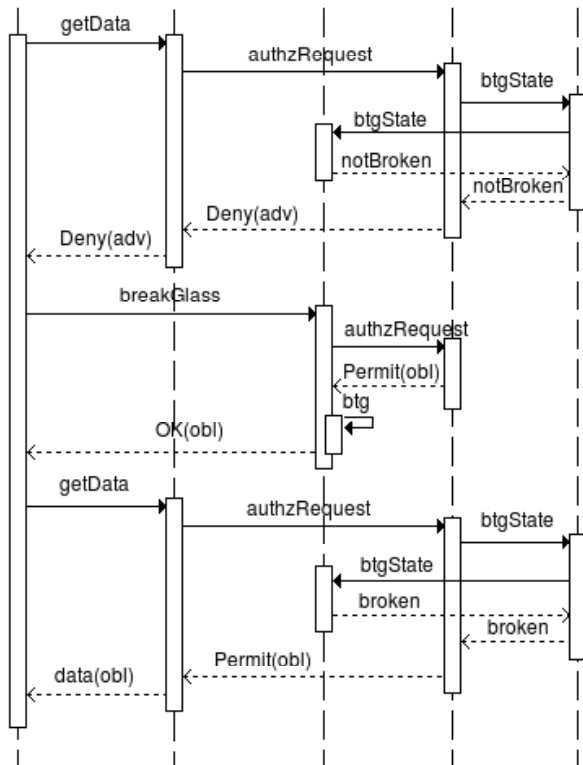 getData
authzRequest
btgState
btgState
notBroken
notBroken
Deny(adv)
Deny(adv)
breakGlass
authzRequest
Permit(obl)
btg
OK(obl)
getData
authzRequest
btgState
btgState
broken
broken
Permit(obl)
data(obl)